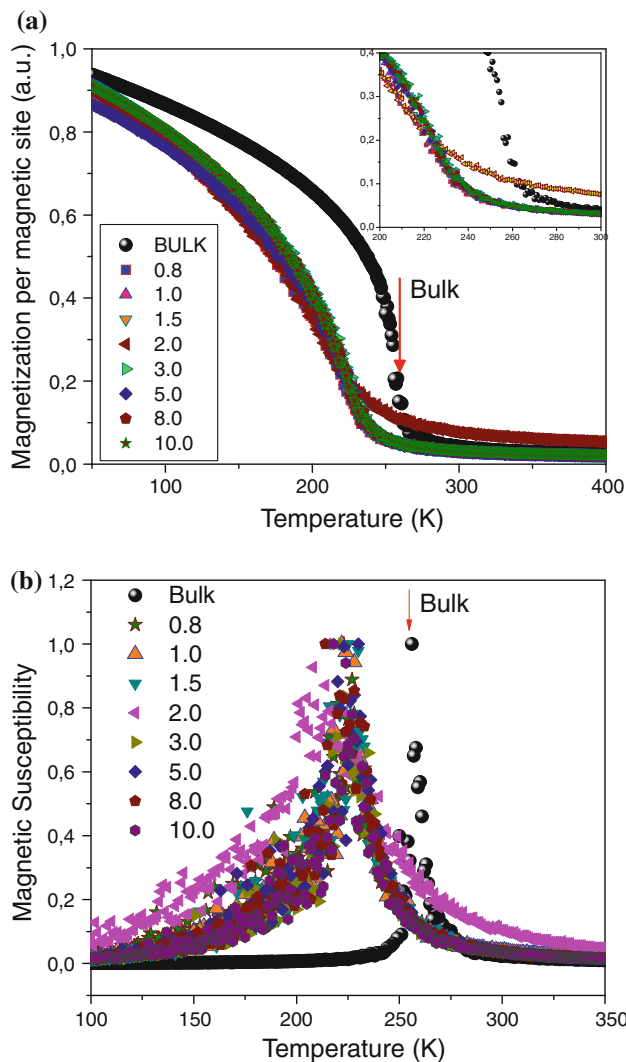 (a)
1,0
0,8
0,6
0,4
0,2
0,0
Magnetization per magnetic site (a.u.)
BULK
0.8
1.0
1.5
2.0
3.0
5.0
8.0
10.0
Bulk
0,4
0,3
0,2
0,1
0,0
200 220 240 260 280 300
100 200 300 400
Temperature (K)
(b)
1,2
1,0
0,8
0,6
0,4
0,2
0,0
Magnetic Susceptibility
Bulk
0.8
1.0
1.5
2.0
3.0
5.0
8.0
10.0
Bulk
100 150 200 250 300 350
Temperature (K)